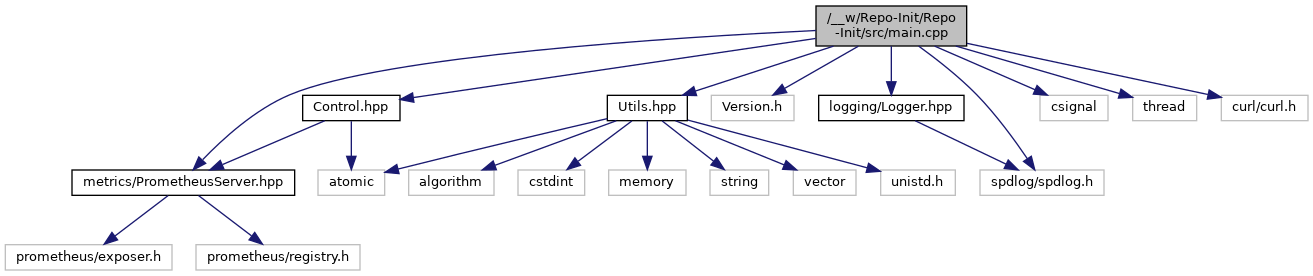 /__w/Repo-Init/Repo
-Init/src/main.cpp
Control.hpp
Utils.hpp
Version.h
logging/Logger.hpp
csignal
thread
curl/curl.h
metrics/PrometheusServer.hpp
atomic
algorithm
cstdint
memory
string
vector
unistd.h
spdlog/spdlog.h
prometheus/exposer.h
prometheus/registry.h